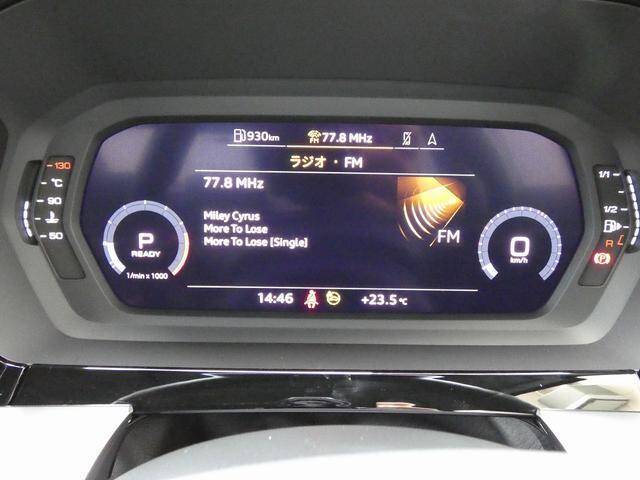 930km
FM
77.8 MHz
ラジオ・FM
77.8 MHz
Miley Cyrus
More To Lose
More To Lose [Single]
FM
130
°C
90
50
P
READY
1/min x 1000
0
km/h
1/1
1/2
R
P
14:46
+23.5°C